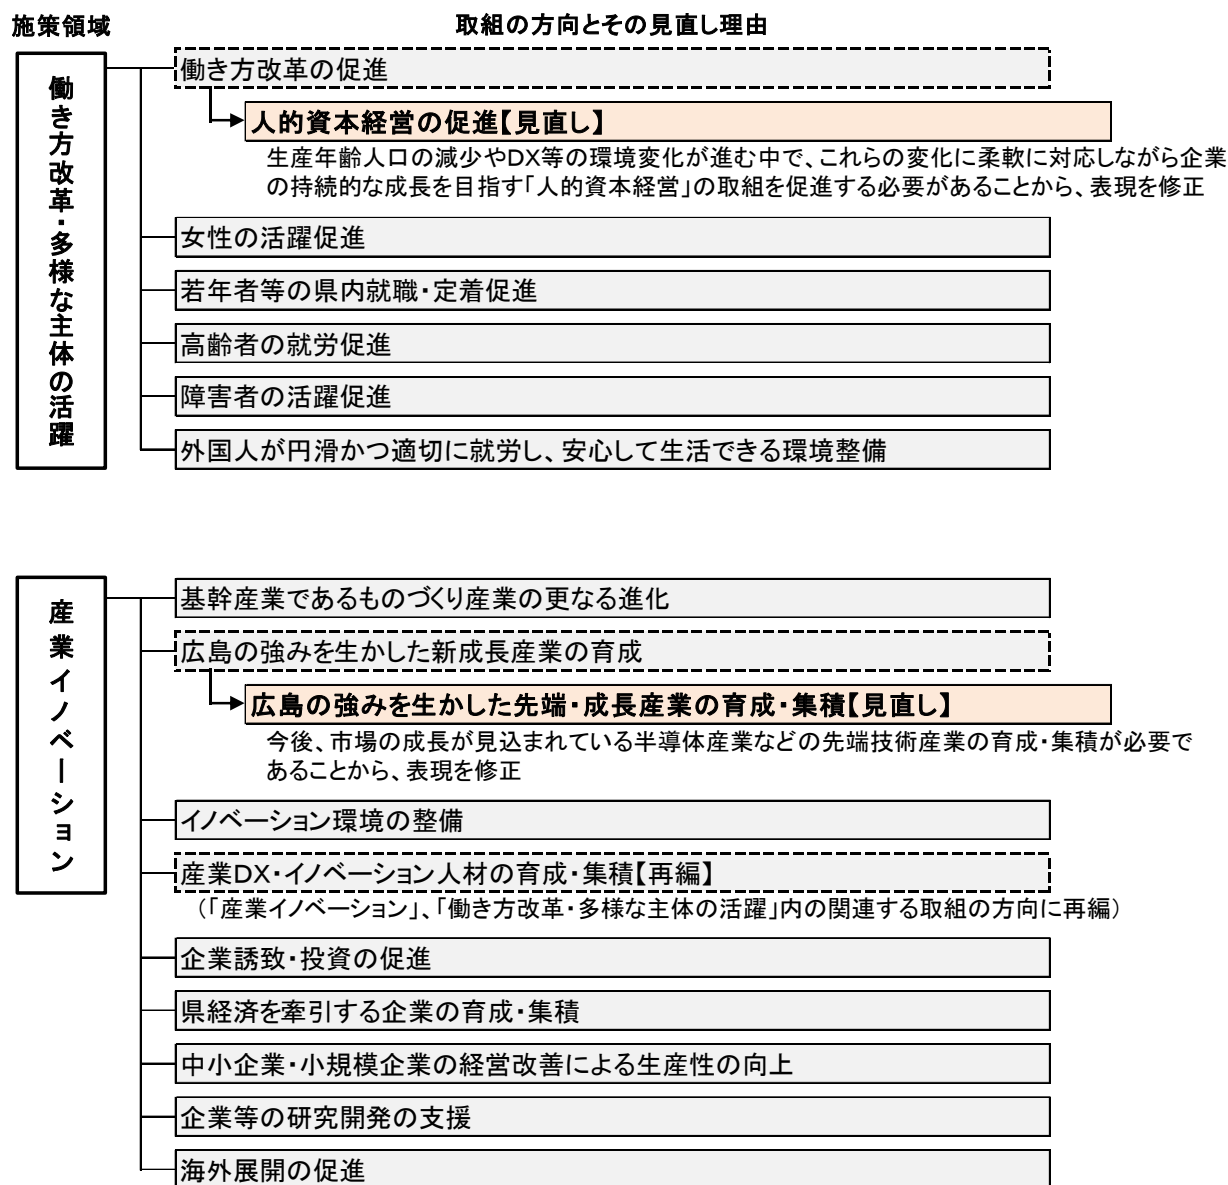 施策領域
取組の方向とその見直し理由
働き方改革・多様な主体の活躍
働き方改革の促進
人的資本経営の促進【見直し】
生産年齢人口の減少やDX等の環境変化が進む中で、これらの変化に柔軟に対応しながら企業
の持続的な成長を目指す「人的資本経営」の取組を促進する必要があることから、表現を修正
女性の活躍促進
若年者等の県内就職・定着促進
高齢者の就労促進
障害者の活躍促進
外国人が円滑かつ適切に就労し、安心して生活できる環境整備
産業イノベーション
基幹産業であるものづくり産業の更なる進化
広島の強みを生かした新成長産業の育成
広島の強みを生かした先端・成長産業の育成・集積【見直し】
今後、市場の成長が見込まれている半導体産業などの先端技術産業の育成・集積が必要で
あることから、表現を修正
イノベーション環境の整備
産業DX・イノベーション人材の育成・集積【再編】
(「産業イノベーション」、「働き方改革・多様な主体の活躍」内の関連する取組の方向に再編)
企業誘致・投資の促進
県経済を牽引する企業の育成・集積
中小企業・小規模企業の経営改善による生産性の向上
企業等の研究開発の支援
海外展開の促進